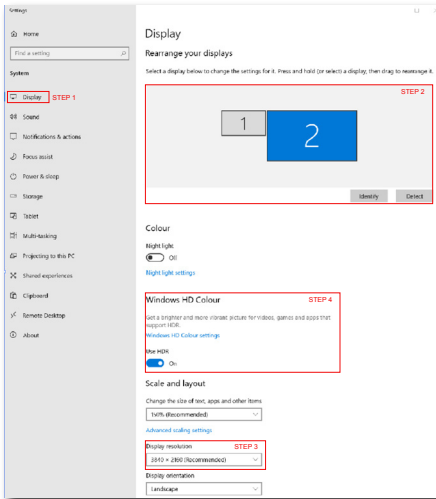 Settings
Home
Find a setting
System
Display STEP 1
Sound
Notifications & actions
Focus assist
Power & sleep
Storage
Tablet
Multi-tasking
Projecting to this PC
Shared experiences
Clipboard
Remote Desktop
About
Display
Rearrange your displays
Select a display below to change the settings for it. Press and hold (or select) a display, then drag to rearrange it.
STEP 2
1
2
Identify Detect
Colour
Night light
Off
Night light settings
Windows HD Colour STEP 4
Get a brighter and more vibrant picture for videos, games and apps that
support HDR.
Windows HD Colour settings
Use HDR
On
Scale and layout
Change the size of text, apps and other items
150% (Recommended)
Advanced scaling settings
Display resolution STEP 3
3840 × 2160 (Recommended)
Display orientation
Landscape